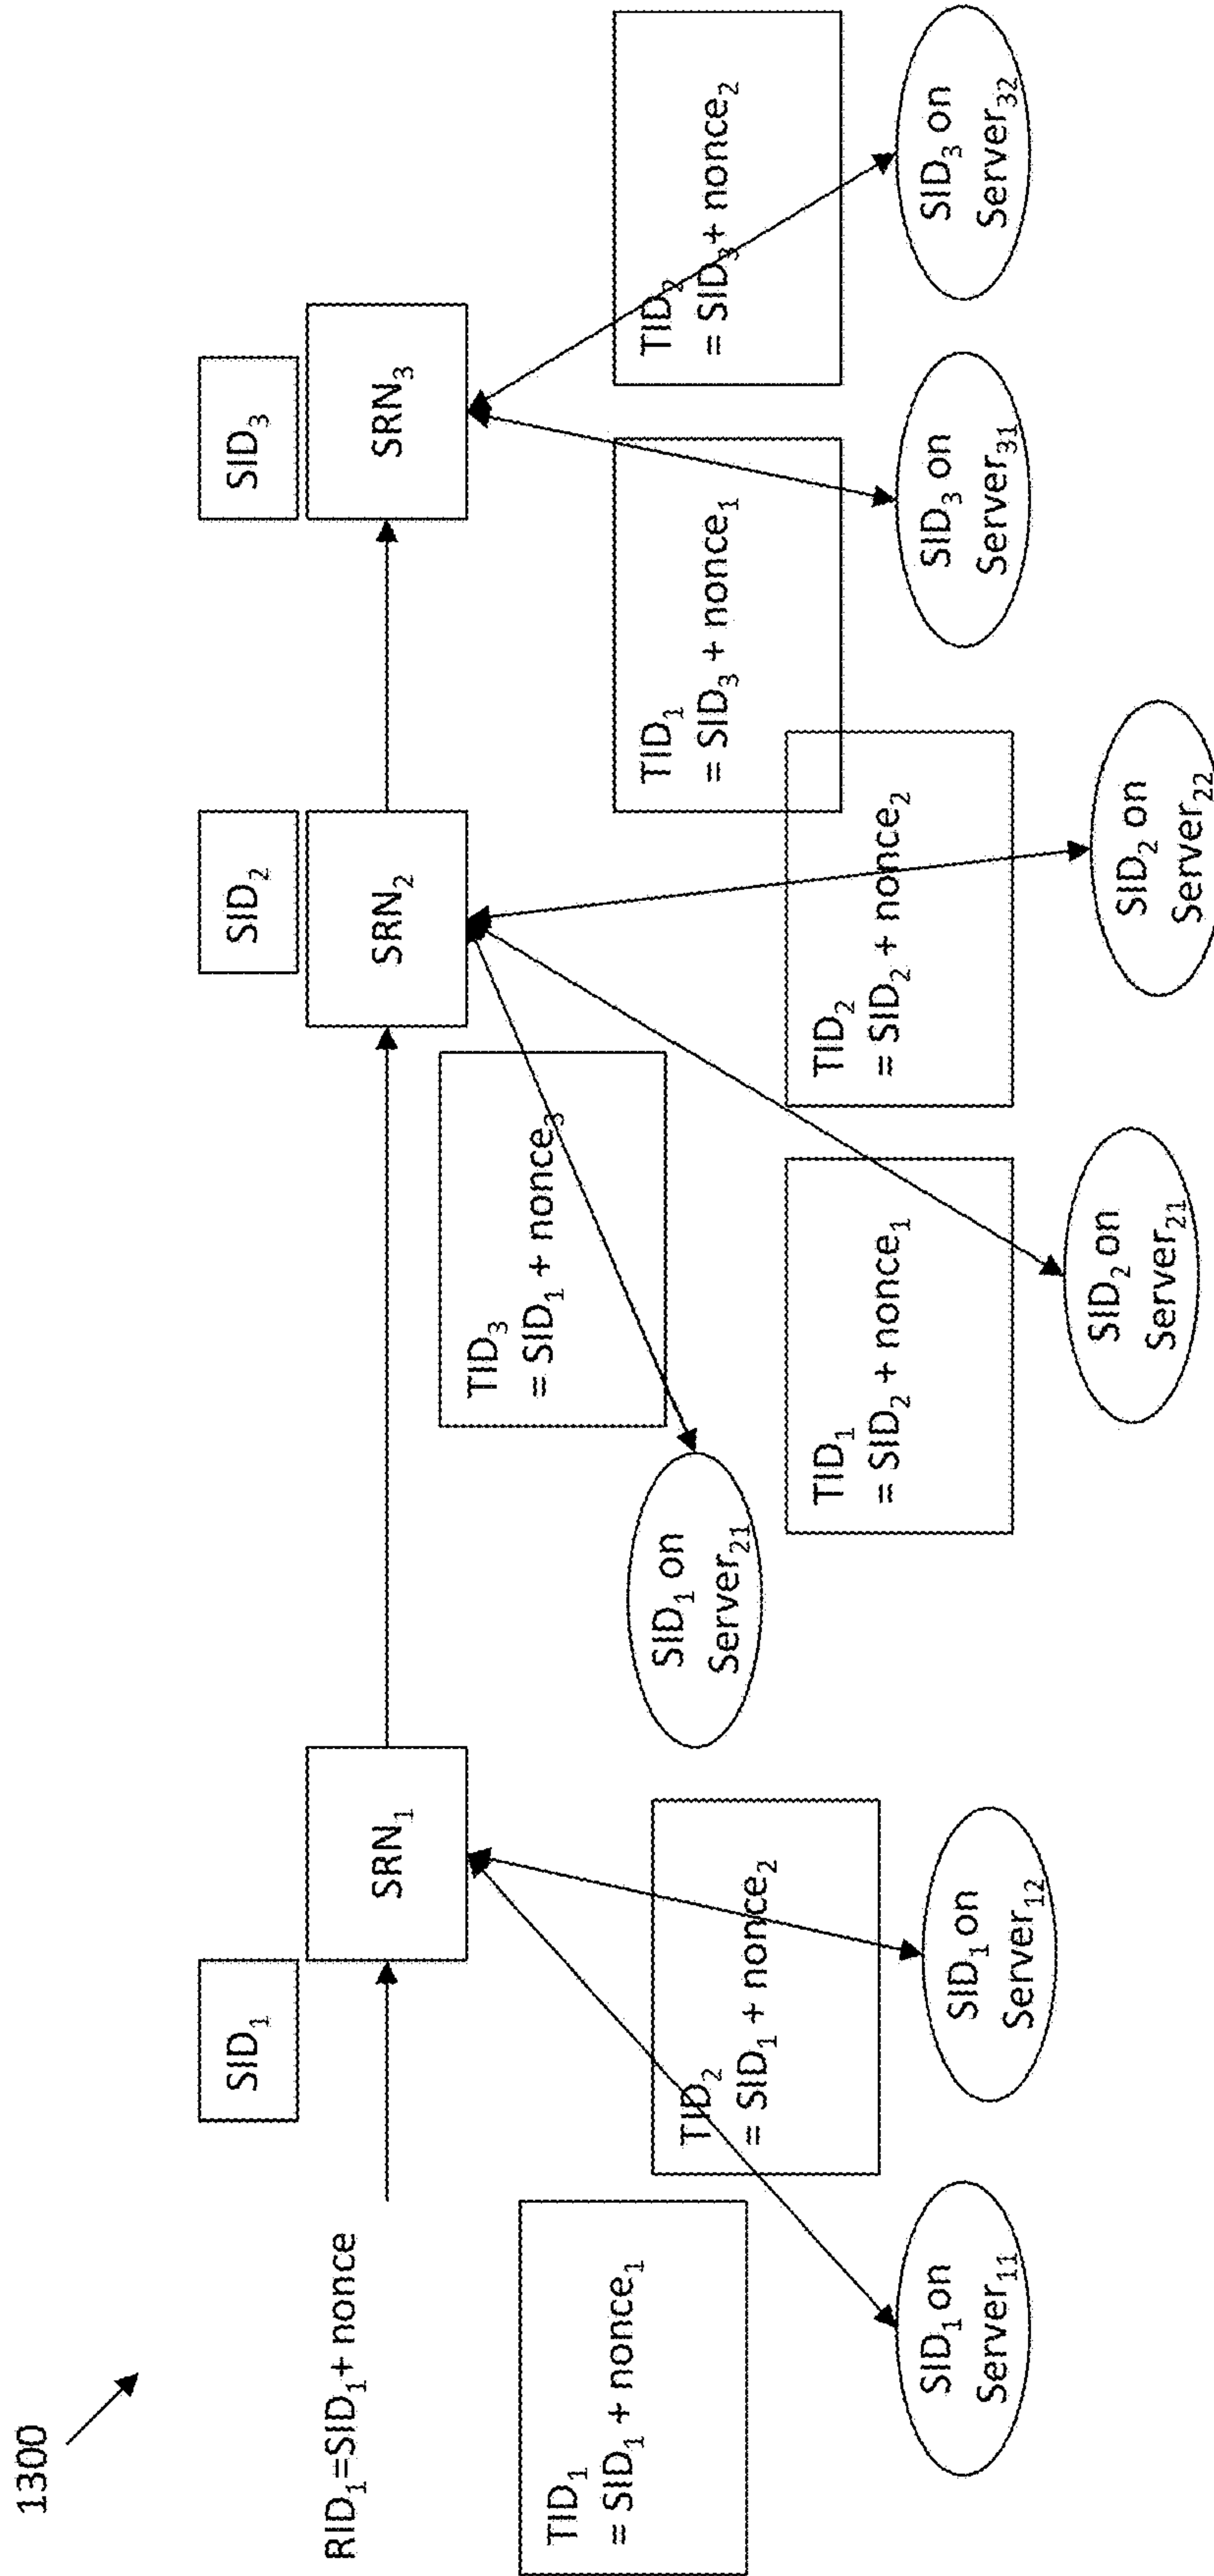 1300
RID₁=SID₁+ nonce
SID₁
SID₂
SID₃
SRN₁
SRN₂
SRN₃
TID₁
= SID₁ + nonce₁
TID₂
= SID₁ + nonce₂
TID₃
= SID₁ + nonce₃
TID₁
= SID₂ + nonce₁
TID₂
= SID₂ + nonce₂
TID₁
= SID₃ + nonce₁
TID₂
= SID₃ + nonce₂
SID₁ on
Server₁₁
SID₁ on
Server₁₂
SID₁ on
Server₂₁
SID₂ on
Server₂₁
SID₂ on
Server₂₂
SID₃ on
Server₃₁
SID₃ on
Server₃₂